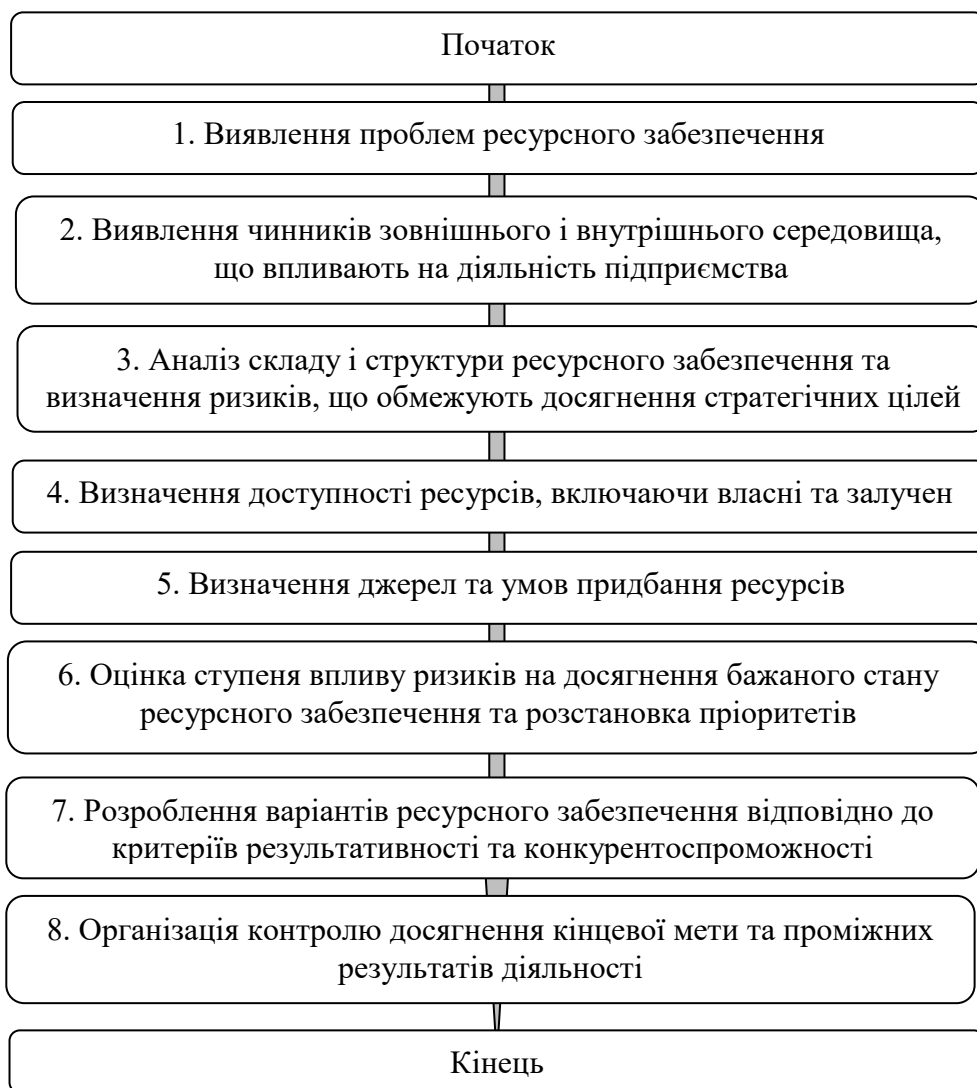 Початок
1. Виявлення проблем ресурсного забезпечення
2. Виявлення чинників зовнішнього і внутрішнього середовища,
що впливають на діяльність підприємства
3. Аналіз складу і структури ресурсного забезпечення та
визначення ризиків, що обмежують досягнення стратегічних цілей
4. Визначення доступності ресурсів, включаючи власні та залучен
5. Визначення джерел та умов придбання ресурсів
6. Оцінка ступеня впливу ризиків на досягнення бажаного стану
ресурсного забезпечення та розстановка пріоритетів
7. Розроблення варіантів ресурсного забезпечення відповідно до
критеріїв результативності та конкурентоспроможності
8. Організація контролю досягнення кінцевої мети та проміжних
результатів діяльності
Кінець